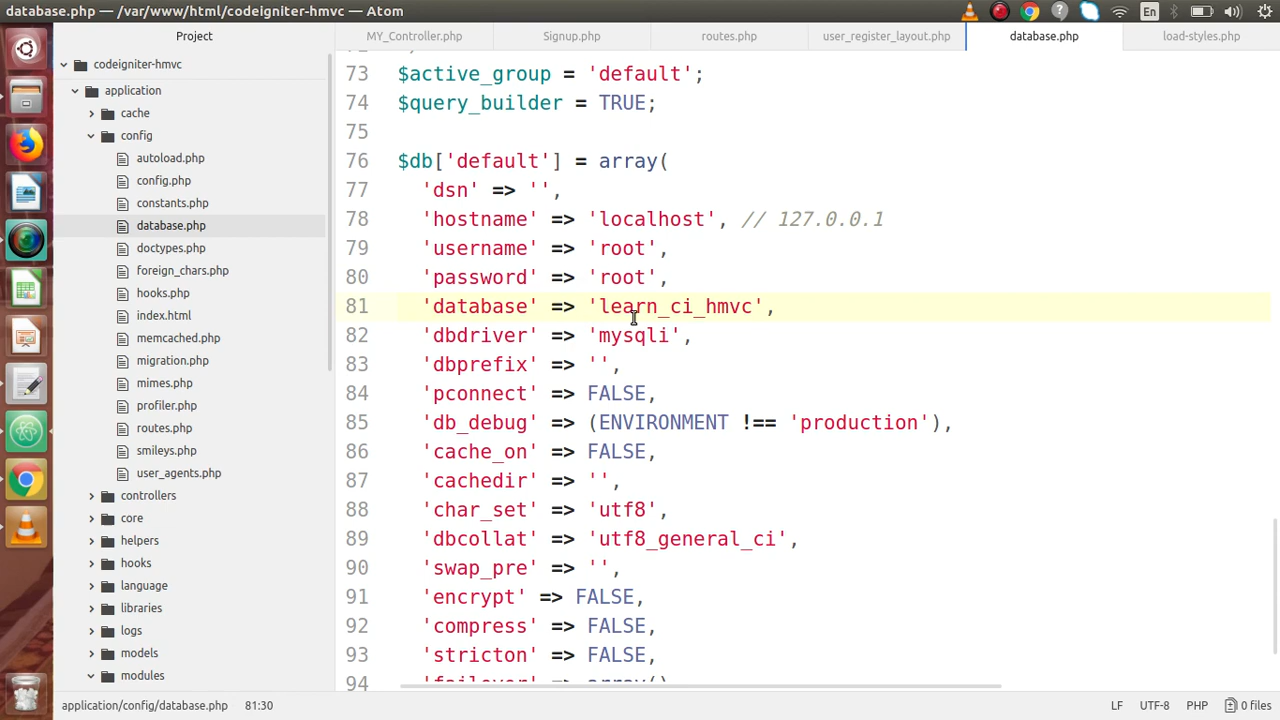 database.php — /var/www/html/codeigniter-hmvc — Atom
En
Project
MY_Controller.php
Signup.php
routes.php
user_register_layout.php
database.php
load-styles.php
codeigniter-hmvc
application
cache
config
autoload.php
config.php
constants.php
database.php
doctypes.php
foreign_chars.php
hooks.php
index.html
memcached.php
migration.php
mimes.php
profiler.php
routes.php
smileys.php
user_agents.php
controllers
core
helpers
hooks
language
libraries
logs
models
modules
73 $active_group = 'default';
74 $query_builder = TRUE;
75
76 $db['default'] = array(
77 'dsn' => '',
78 'hostname' => 'localhost', // 127.0.0.1
79 'username' => 'root',
80 'password' => 'root',
81 'database' => 'learn_ci_hmvc',
82 'dbdriver' => 'mysqli',
83 'dbprefix' => '',
84 'pconnect' => FALSE,
85 'db_debug' => (ENVIRONMENT !== 'production'),
86 'cache_on' => FALSE,
87 'cachedir' => '',
88 'char_set' => 'utf8',
89 'dbcollat' => 'utf8_general_ci',
90 'swap_pre' => '',
91 'encrypt' => FALSE,
92 'compress' => FALSE,
93 'stricton' => FALSE,
94 'failover' => array()
application/config/database.php 81:30
LF UTF-8 PHP 0 files